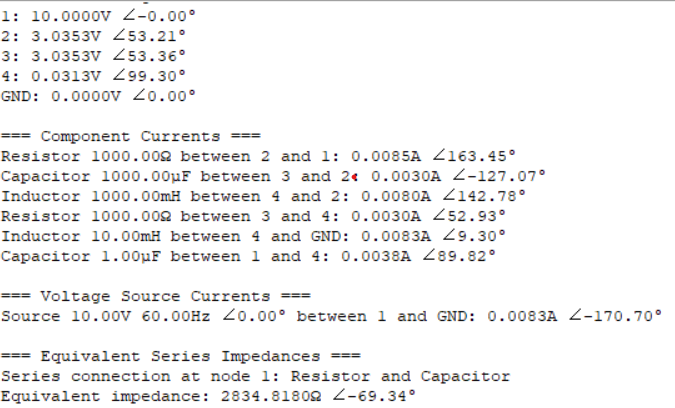 1: 10.0000V ∠-0.00°
2: 3.0353V ∠53.21°
3: 3.0353V ∠53.36°
4: 0.0313V ∠99.30°
GND: 0.0000V ∠0.00°
=== Component Currents ===
Resistor 1000.00Ω between 2 and 1: 0.0085A ∠163.45°
Capacitor 1000.00µF between 3 and 2: 0.0030A ∠-127.07°
Inductor 1000.00mH between 4 and 2: 0.0080A ∠142.78°
Resistor 1000.00Ω between 3 and 4: 0.0030A ∠52.93°
Inductor 10.00mH between 4 and GND: 0.0083A ∠9.30°
Capacitor 1.00µF between 1 and 4: 0.0038A ∠89.82°
=== Voltage Source Currents ===
Source 10.00V 60.00Hz ∠0.00° between 1 and GND: 0.0083A ∠-170.70°
=== Equivalent Series Impedances ===
Series connection at node 1: Resistor and Capacitor
Equivalent impedance: 2834.8180Ω ∠-69.34°